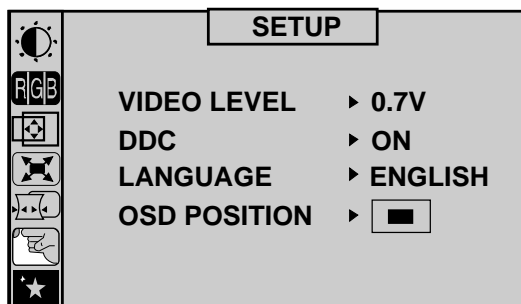 SETUP
RGB
VIDEO LEVEL 0.7V
DDC ON
LANGUAGE ENGLISH
OSD POSITION